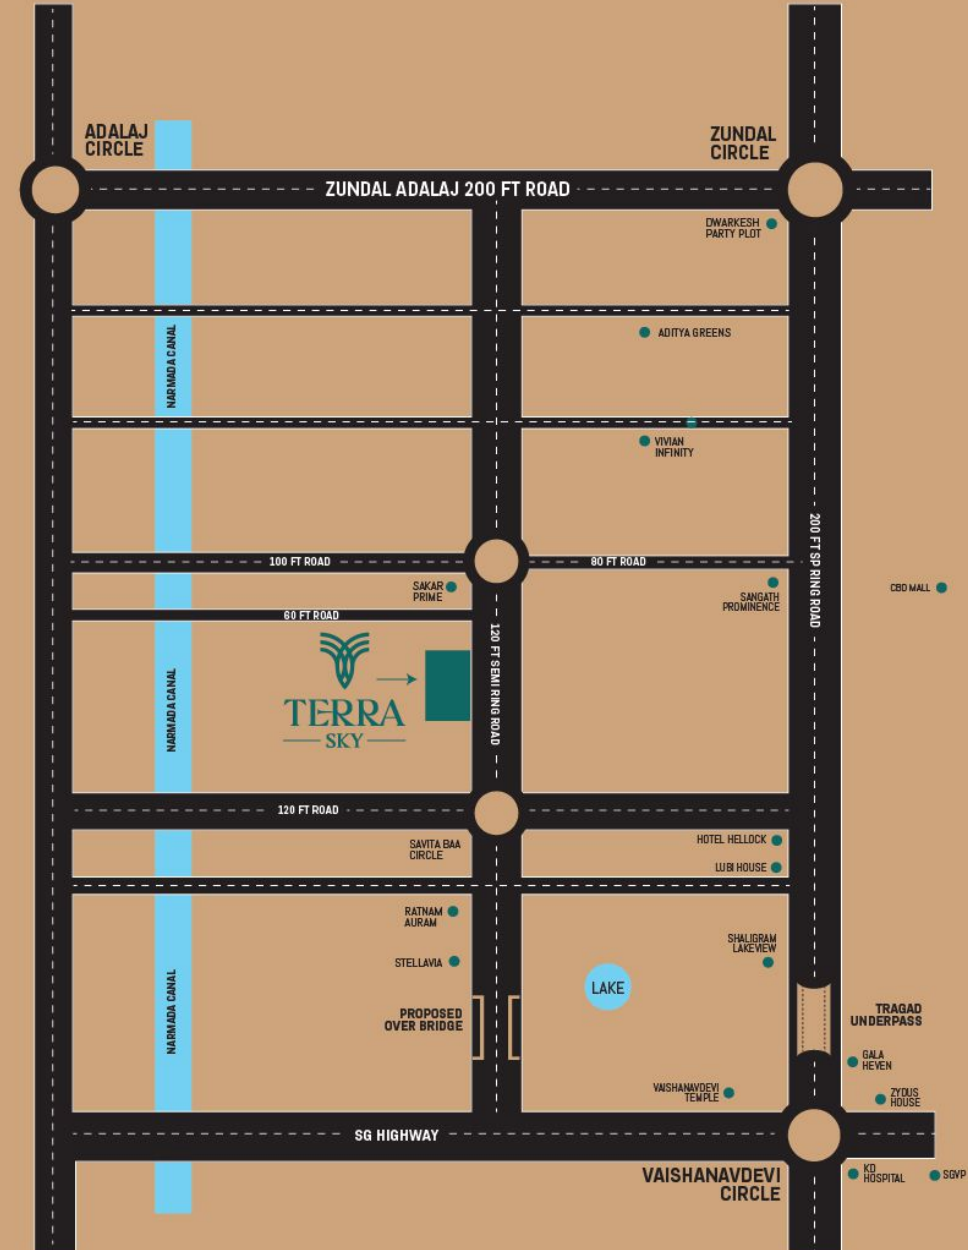 ADALAJ
CIRCLE
ZUNDAL
CIRCLE
ZUNDAL ADALAJ 200 FT ROAD
DWARKESH
PARTY PLOT
NARMADA CANAL
ADITYA GREENS
VIVIAN
INFINITY
200 FT SP RING ROAD
100 FT ROAD
80 FT ROAD
SAKAR
PRIME
SANGATH
PROMINENCE
CBD MALL
60 FT ROAD
120 FT SEMI RING ROAD
NARMADA CANAL
TERRA
SKY
120 FT ROAD
SAVITA BAA
CIRCLE
HOTEL HELLOCK
LUBI HOUSE
RATNAM
AURAM
STELLAVIA
SHALIGRAM
LAKEVIEW
LAKE
NARMADA CANAL
PROPOSED
OVER BRIDGE
TRAGAD
UNDERPASS
GALA
HEVEN
VAISHANAVDEVI
TEMPLE
ZYDUS
HOUSE
SG HIGHWAY
VAISHANAVDEVI
CIRCLE
KD
HOSPITAL
SGVP